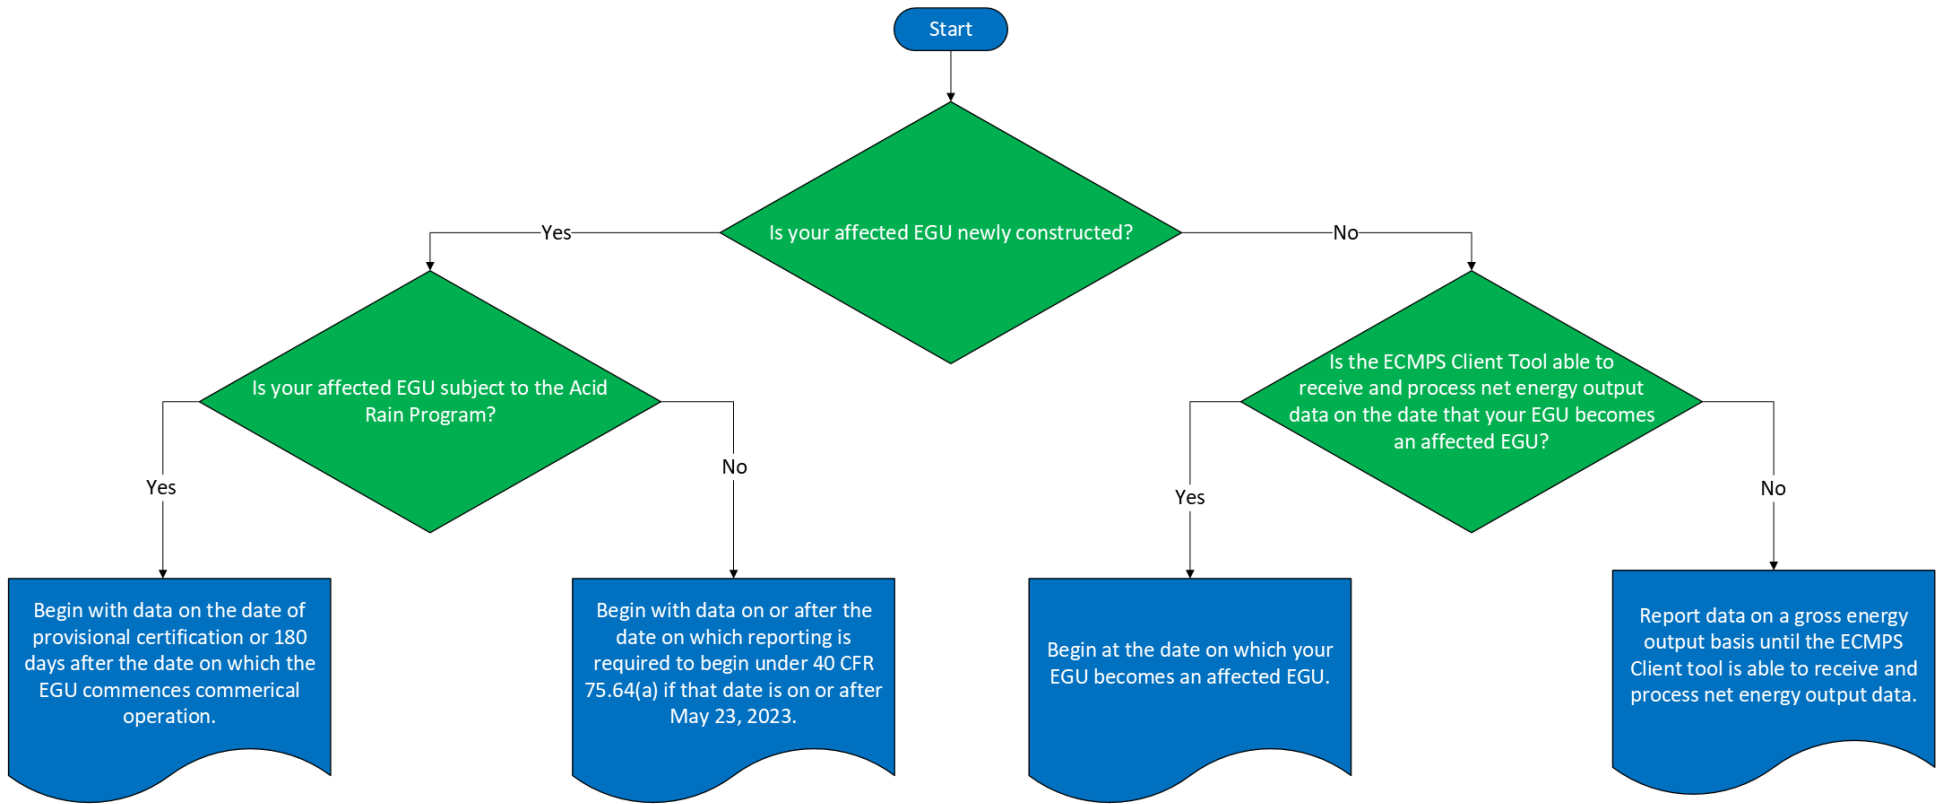 Start
Is your affected EGU newly constructed?
Yes
No
Is your affected EGU subject to the Acid
Rain Program?
Is the ECMPS Client Tool able to
receive and process net energy output
data on the date that your EGU becomes
an affected EGU?
Yes
No
Yes
No
Begin with data on the date of
provisional certification or 180
days after the date on which the
EGU commences commerical
operation.
Begin with data on or after the
date on which reporting is
required to begin under 40 CFR
75.64(a) if that date is on or after
May 23, 2023.
Begin at the date on which your
EGU becomes an affected EGU.
Report data on a gross energy
output basis until the ECMPS
Client tool is able to receive and
process net energy output data.